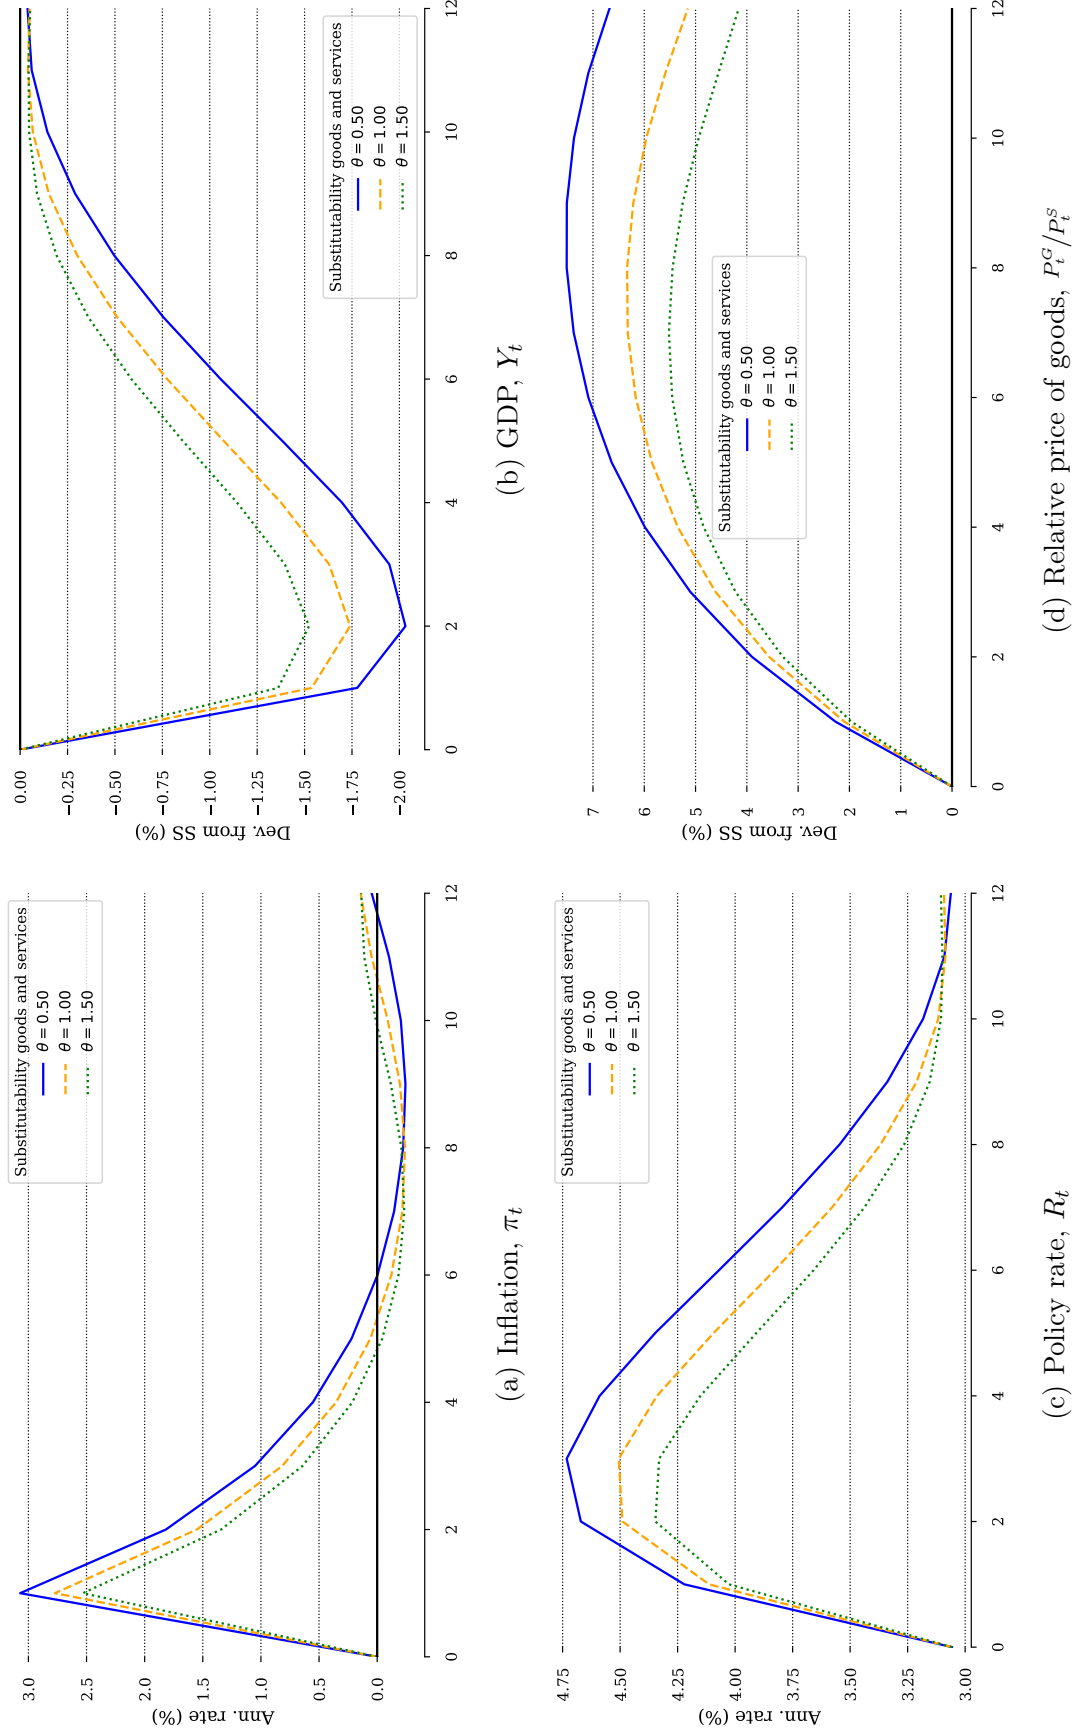 Ann. rate (%)
3.0
2.5
2.0
1.5
1.0
0.5
0.0
0 2 4 6 8 10 12
Substitutability goods and services
θ = 0.50
θ = 1.00
θ = 1.50
(a) Inflation, πt
Dev. from SS (%)
0.00
−0.25
−0.50
−0.75
−1.00
−1.25
−1.50
−1.75
−2.00
0 2 4 6 8 10 12
Substitutability goods and services
θ = 0.50
θ = 1.00
θ = 1.50
(b) GDP, Yt
Ann. rate (%)
4.75
4.50
4.25
4.00
3.75
3.50
3.25
3.00
0 2 4 6 8 10 12
Substitutability goods and services
θ = 0.50
θ = 1.00
θ = 1.50
(c) Policy rate, Rt
Dev. from SS (%)
7
6
5
4
3
2
1
0
0 2 4 6 8 10 12
Substitutability goods and services
θ = 0.50
θ = 1.00
θ = 1.50
(d) Relative price of goods, P_t^G/P_t^S